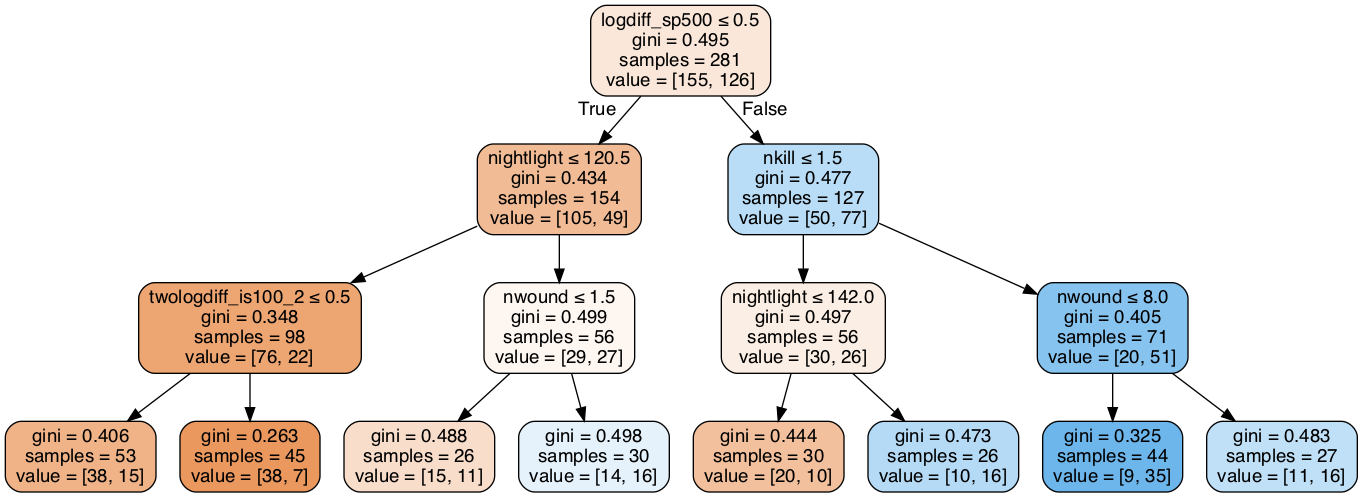 logdiff_sp500 ≤ 0.5
gini = 0.495
samples = 281
value = [155, 126]
True
False
nightlight ≤ 120.5
gini = 0.434
samples = 154
value = [105, 49]
nkill ≤ 1.5
gini = 0.477
samples = 127
value = [50, 77]
twologdiff_is100_2 ≤ 0.5
gini = 0.348
samples = 98
value = [76, 22]
nwound ≤ 1.5
gini = 0.499
samples = 56
value = [29, 27]
nightlight ≤ 142.0
gini = 0.497
samples = 56
value = [30, 26]
nwound ≤ 8.0
gini = 0.405
samples = 71
value = [20, 51]
gini = 0.406
samples = 53
value = [38, 15]
gini = 0.263
samples = 45
value = [38, 7]
gini = 0.488
samples = 26
value = [15, 11]
gini = 0.498
samples = 30
value = [14, 16]
gini = 0.444
samples = 30
value = [20, 10]
gini = 0.473
samples = 26
value = [10, 16]
gini = 0.325
samples = 44
value = [9, 35]
gini = 0.483
samples = 27
value = [11, 16]